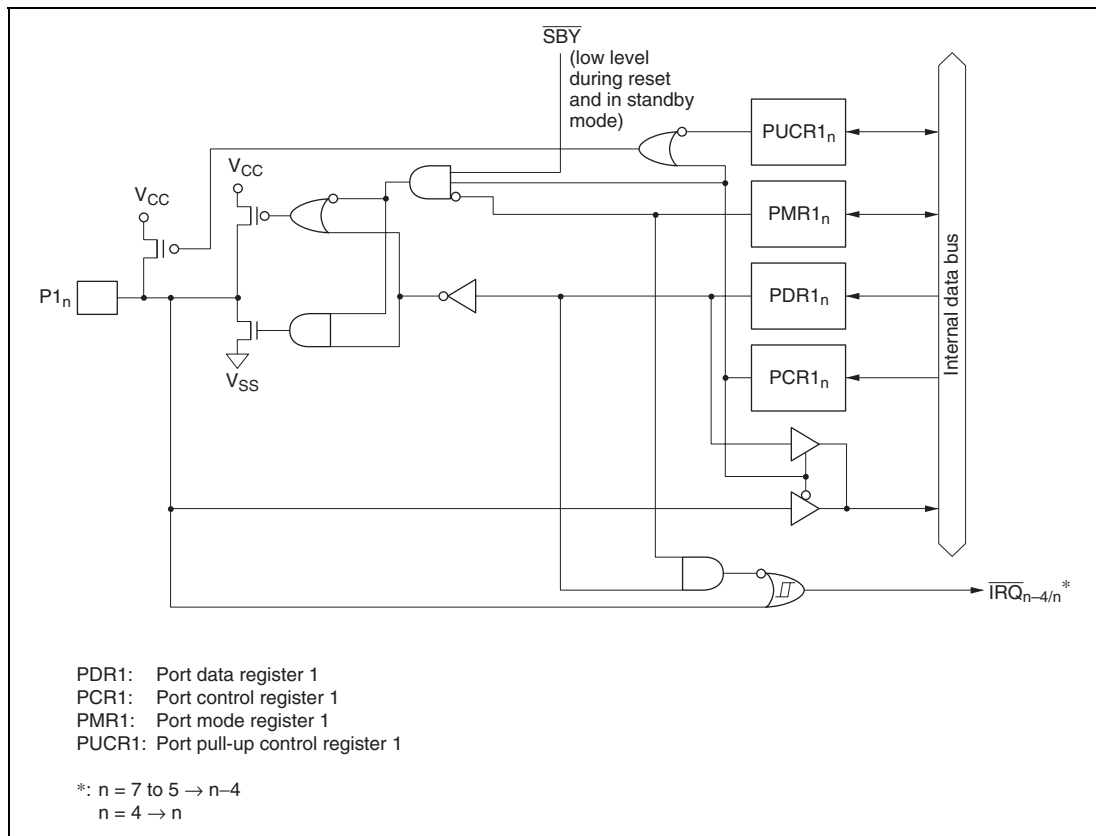 S̅B̅Y̅
(low level
during reset
and in standby
mode)
PUCR1n
VCC
VCC
PMR1n
P1n
PDR1n
Internal data bus
VSS
PCR1n
I̅R̅Q̅n–4/n*
PDR1: Port data register 1
PCR1: Port control register 1
PMR1: Port mode register 1
PUCR1: Port pull-up control register 1
*: n = 7 to 5 → n–4
n = 4 → n